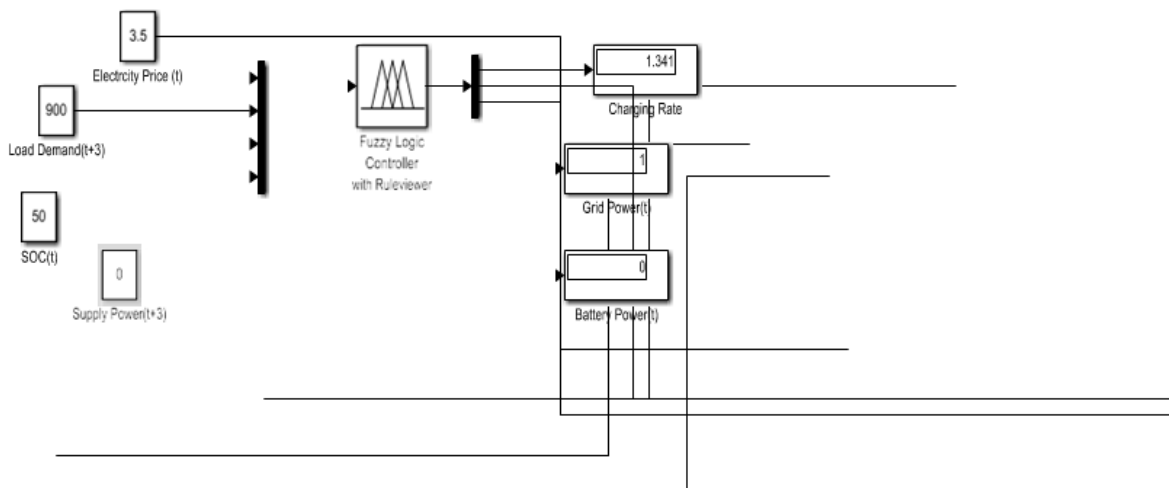 3.5
Electrcity Price (t)
900
Load Demand(t+3)
50
SOC(t)
0
Supply Power(t+3)
Fuzzy Logic
Controller
with Ruleviewer
1.341
Charging Rate
1
Grid Power(t)
0
Battery Power(t)